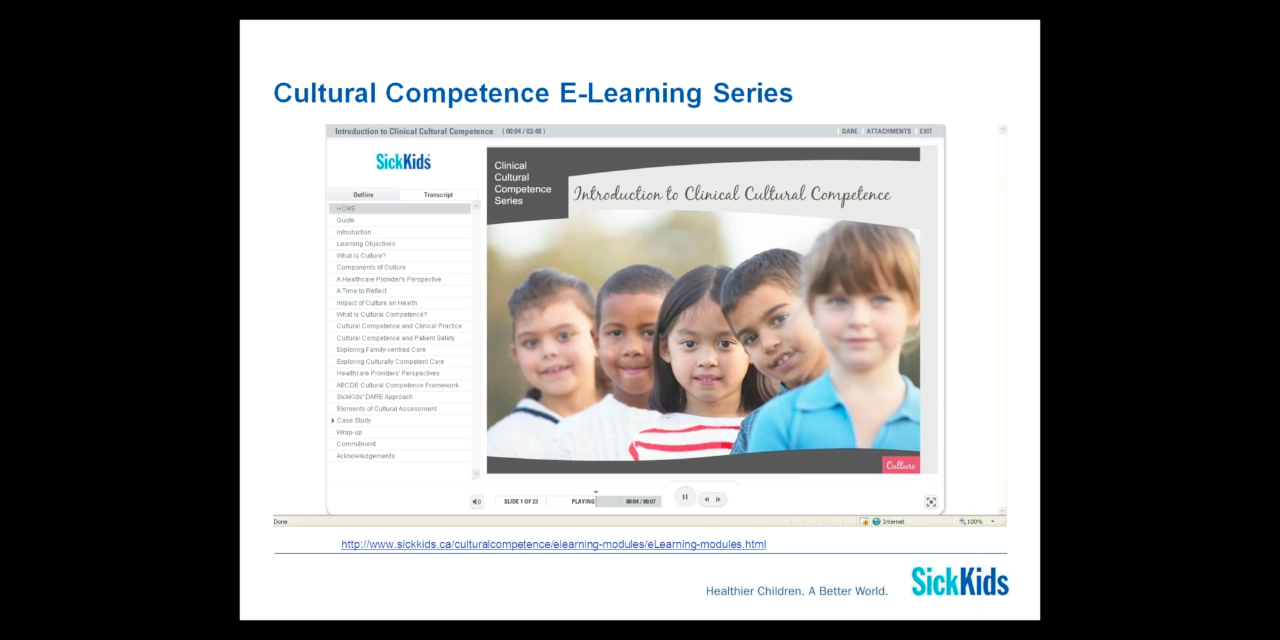 Cultural Competence E-Learning Series
Introduction to Clinical Cultural Competence ( 00:04 / 03:48 )
DARE ATTACHMENTS EXIT
SickKids
Outline Transcript
HOME
Quote
Introduction
Learning Objectives
What is Culture?
Components of Culture
A Healthcare Provider's Perspective
A Time to Reflect
Impact of Culture on Health
What is Cultural Competence?
Cultural Competence and Clinical Practice
Cultural Competence and Patient Safety
Exploring Family-centred Care
Exploring Culturally Competent Care
Healthcare Providers' Perspectives
ABCDE Cultural Competence Framework
SickKids' DARE Approach
Elements of Cultural Assessment
Case Study
Wrap-up
Commitment
Acknowledgements
Clinical
Cultural
Competence
Series
Introduction to Clinical Cultural Competence
Culture
SLIDE 1 OF 23 PLAYING 00:04 / 00:07
Done Internet 100%
http://www.sickkids.ca/culturalcompetence/elearning-modules/eLearning-modules.html
Healthier Children. A Better World. SickKids